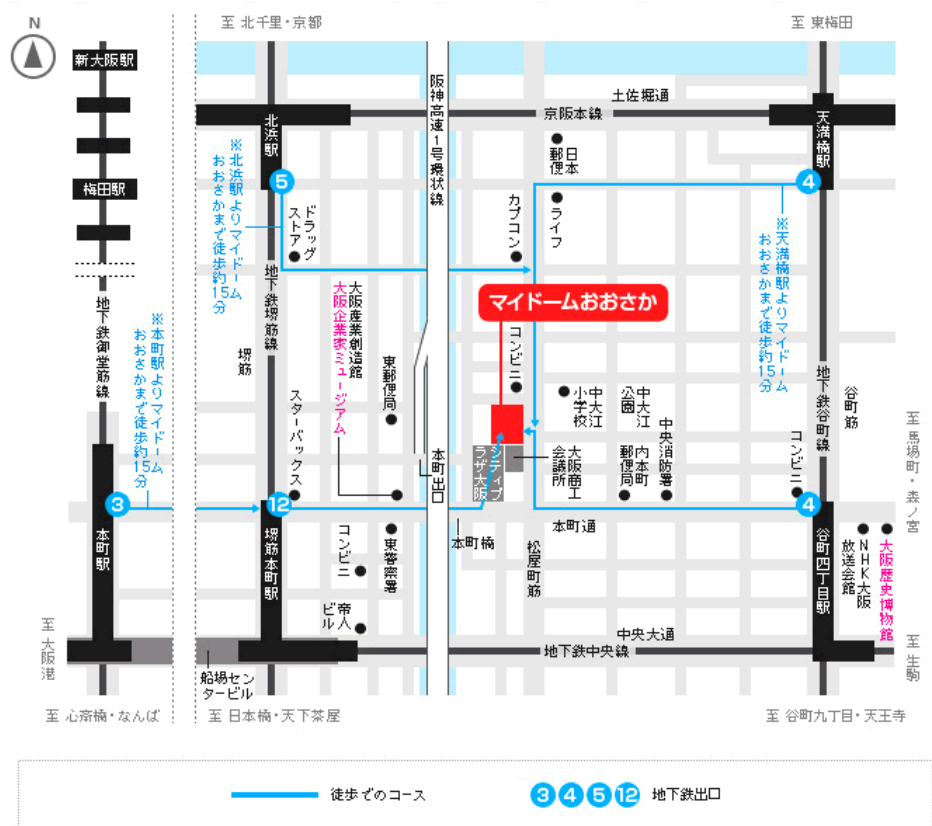 N
至 北千里・京都
至 東梅田
新大阪駅
梅田駅
地下鉄御堂筋線
本町駅
北浜駅
※北浜駅よりマイドーム
おおさかまで徒歩約15分
5
ドラッグ
ストア
地下鉄堺筋線
堺筋
阪神高速1号環状線
土佐堀通
京阪本線
日本
郵便
カプコン
ライフ
天満橋駅
4
※天満橋駅よりマイドーム
おおさかまで徒歩約15分
マイドームおおさか
コンビニ
大阪産業創造館
大阪企業家ミュージアム
東郵便局
スターバックス
※本町駅よりマイドーム
おおさかまで徒歩約15分
3
12
堺筋本町駅
本町出口
シティプ
ラザ大阪
大阪商工
会議所
中大江
小学校
中大江
公園
内本町
郵便局
中央消防署
コンビニ
地下鉄谷町線
谷町筋
至 馬場町・森ノ宮
4
谷町四丁目駅
NHK大阪
放送会館
大阪歴史博物館
本町通
本町橋
松屋町筋
コンビニ
東警察署
帝人
ビル
中央大通
地下鉄中央線
至 大阪港
至 生駒
船場セン
タービル
至 心斎橋・なんば
至 日本橋・天下茶屋
至 谷町九丁目・天王寺
徒歩でのコース
3 4 5 12 地下鉄出口